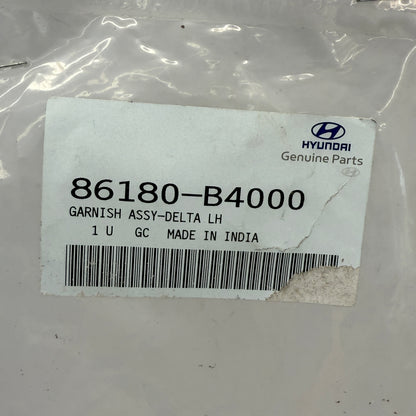 HYUNDAI
Genuine Parts
86180-B4000
GARNISH ASSY-DELTA LH
1 U GC MADE IN INDIA